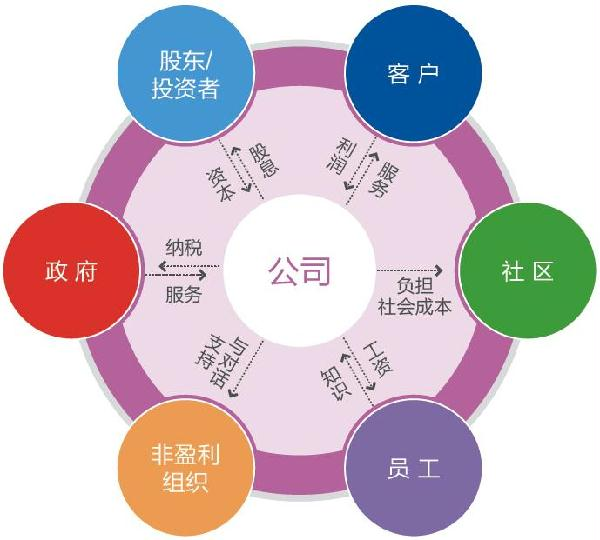 股东/
投资者
客户
资本
股息
利润
服务
政府
纳税
服务
公司
负担
社会成本
社区
支持
与对话
知识
工资
非盈利
组织
员工